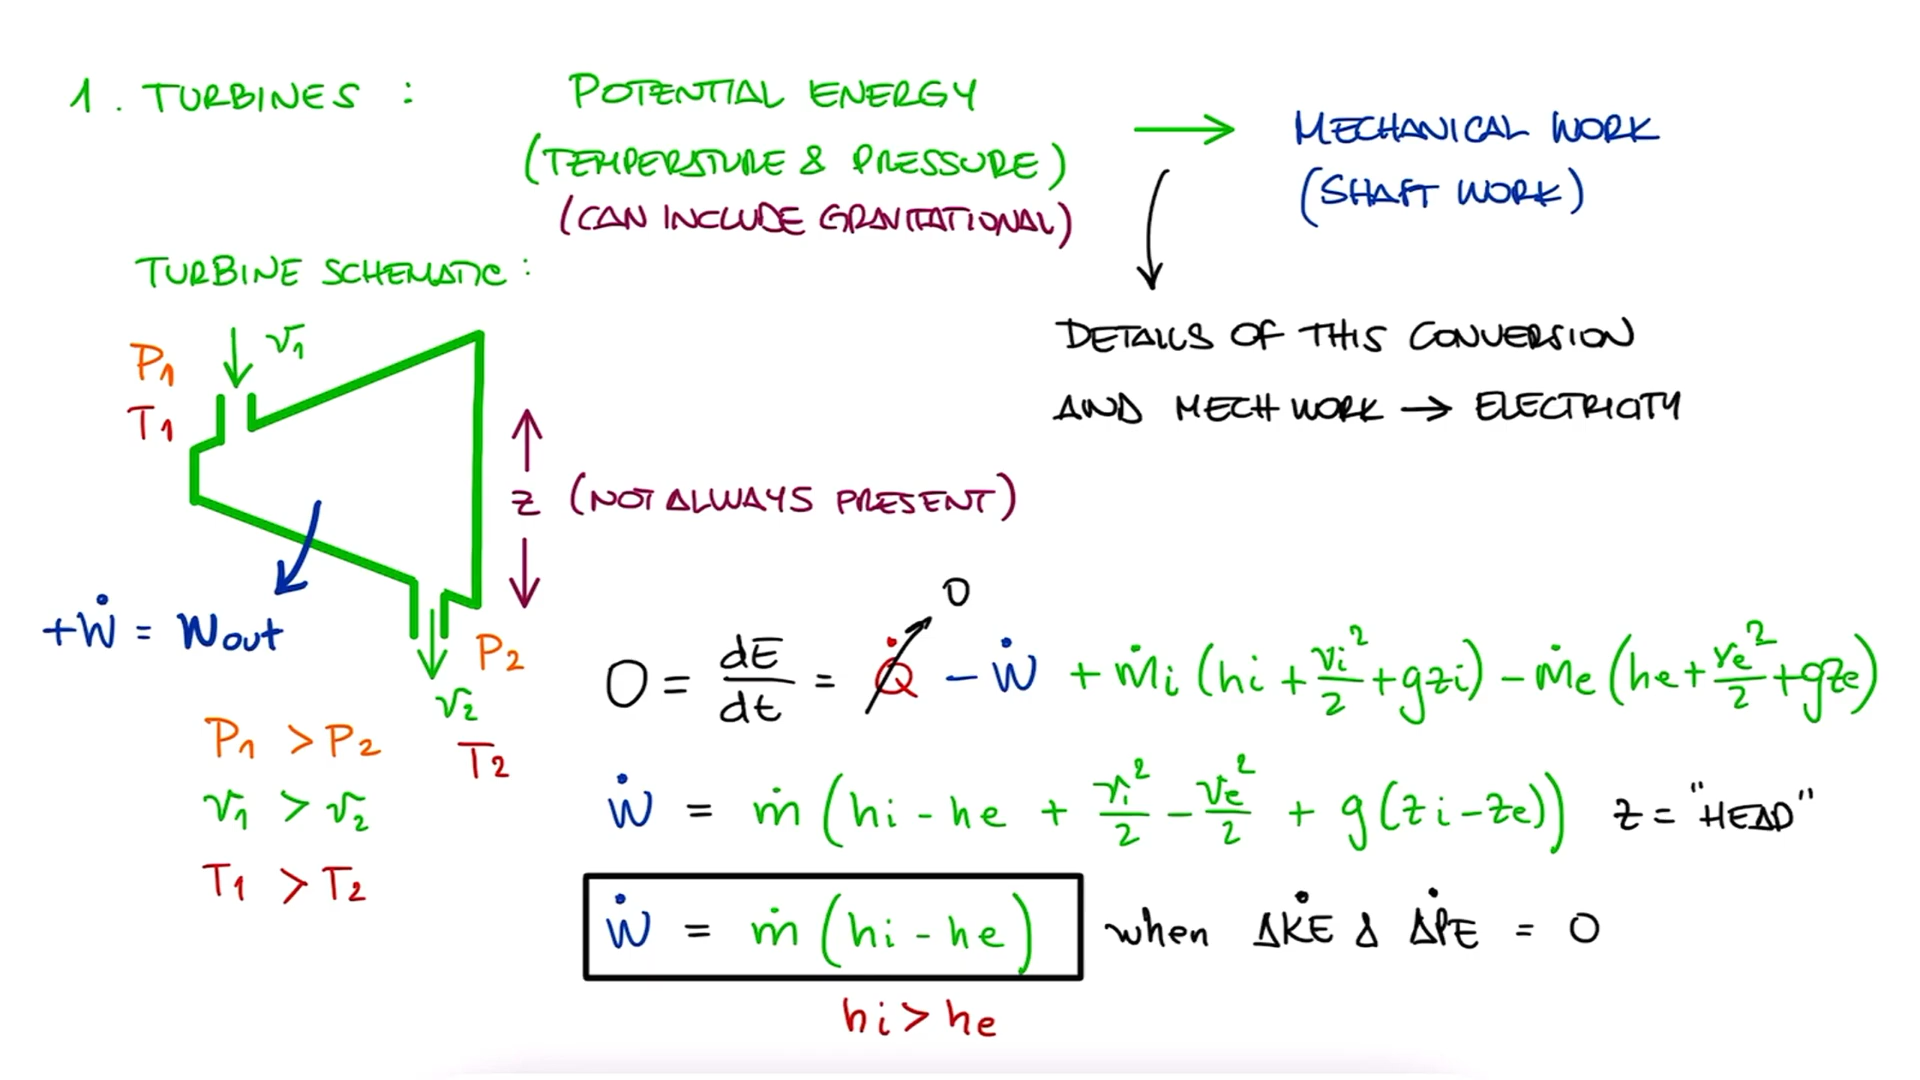 1. TURBINES :
POTENTIAL ENERGY
(TEMPERATURE & PRESSURE)
(CAN INCLUDE GRAVITATIONAL)
MECHANICAL WORK
(SHAFT WORK)
DETAILS OF THIS CONVERSION
AND MECH WORK → ELECTRICITY
TURBINE SCHEMATIC :
P₁
T₁
v₁
z (NOT ALWAYS PRESENT)
+Ẇ = Wout
P₂
v₂
T₂
P₁ > P₂
v₁ > v₂
T₁ > T₂
0
0 = dE/dt = Q̇ - Ẇ + ṁi (hi + vi²/2 + gzi) - ṁe (he + ve²/2 + gze)
Ẇ = ṁ (hi - he + vi²/2 - ve²/2 + g(zi - ze)) z = "HEAD"
Ẇ = ṁ (hi - he) when ΔK̇E & ΔṖE = 0
hi > he